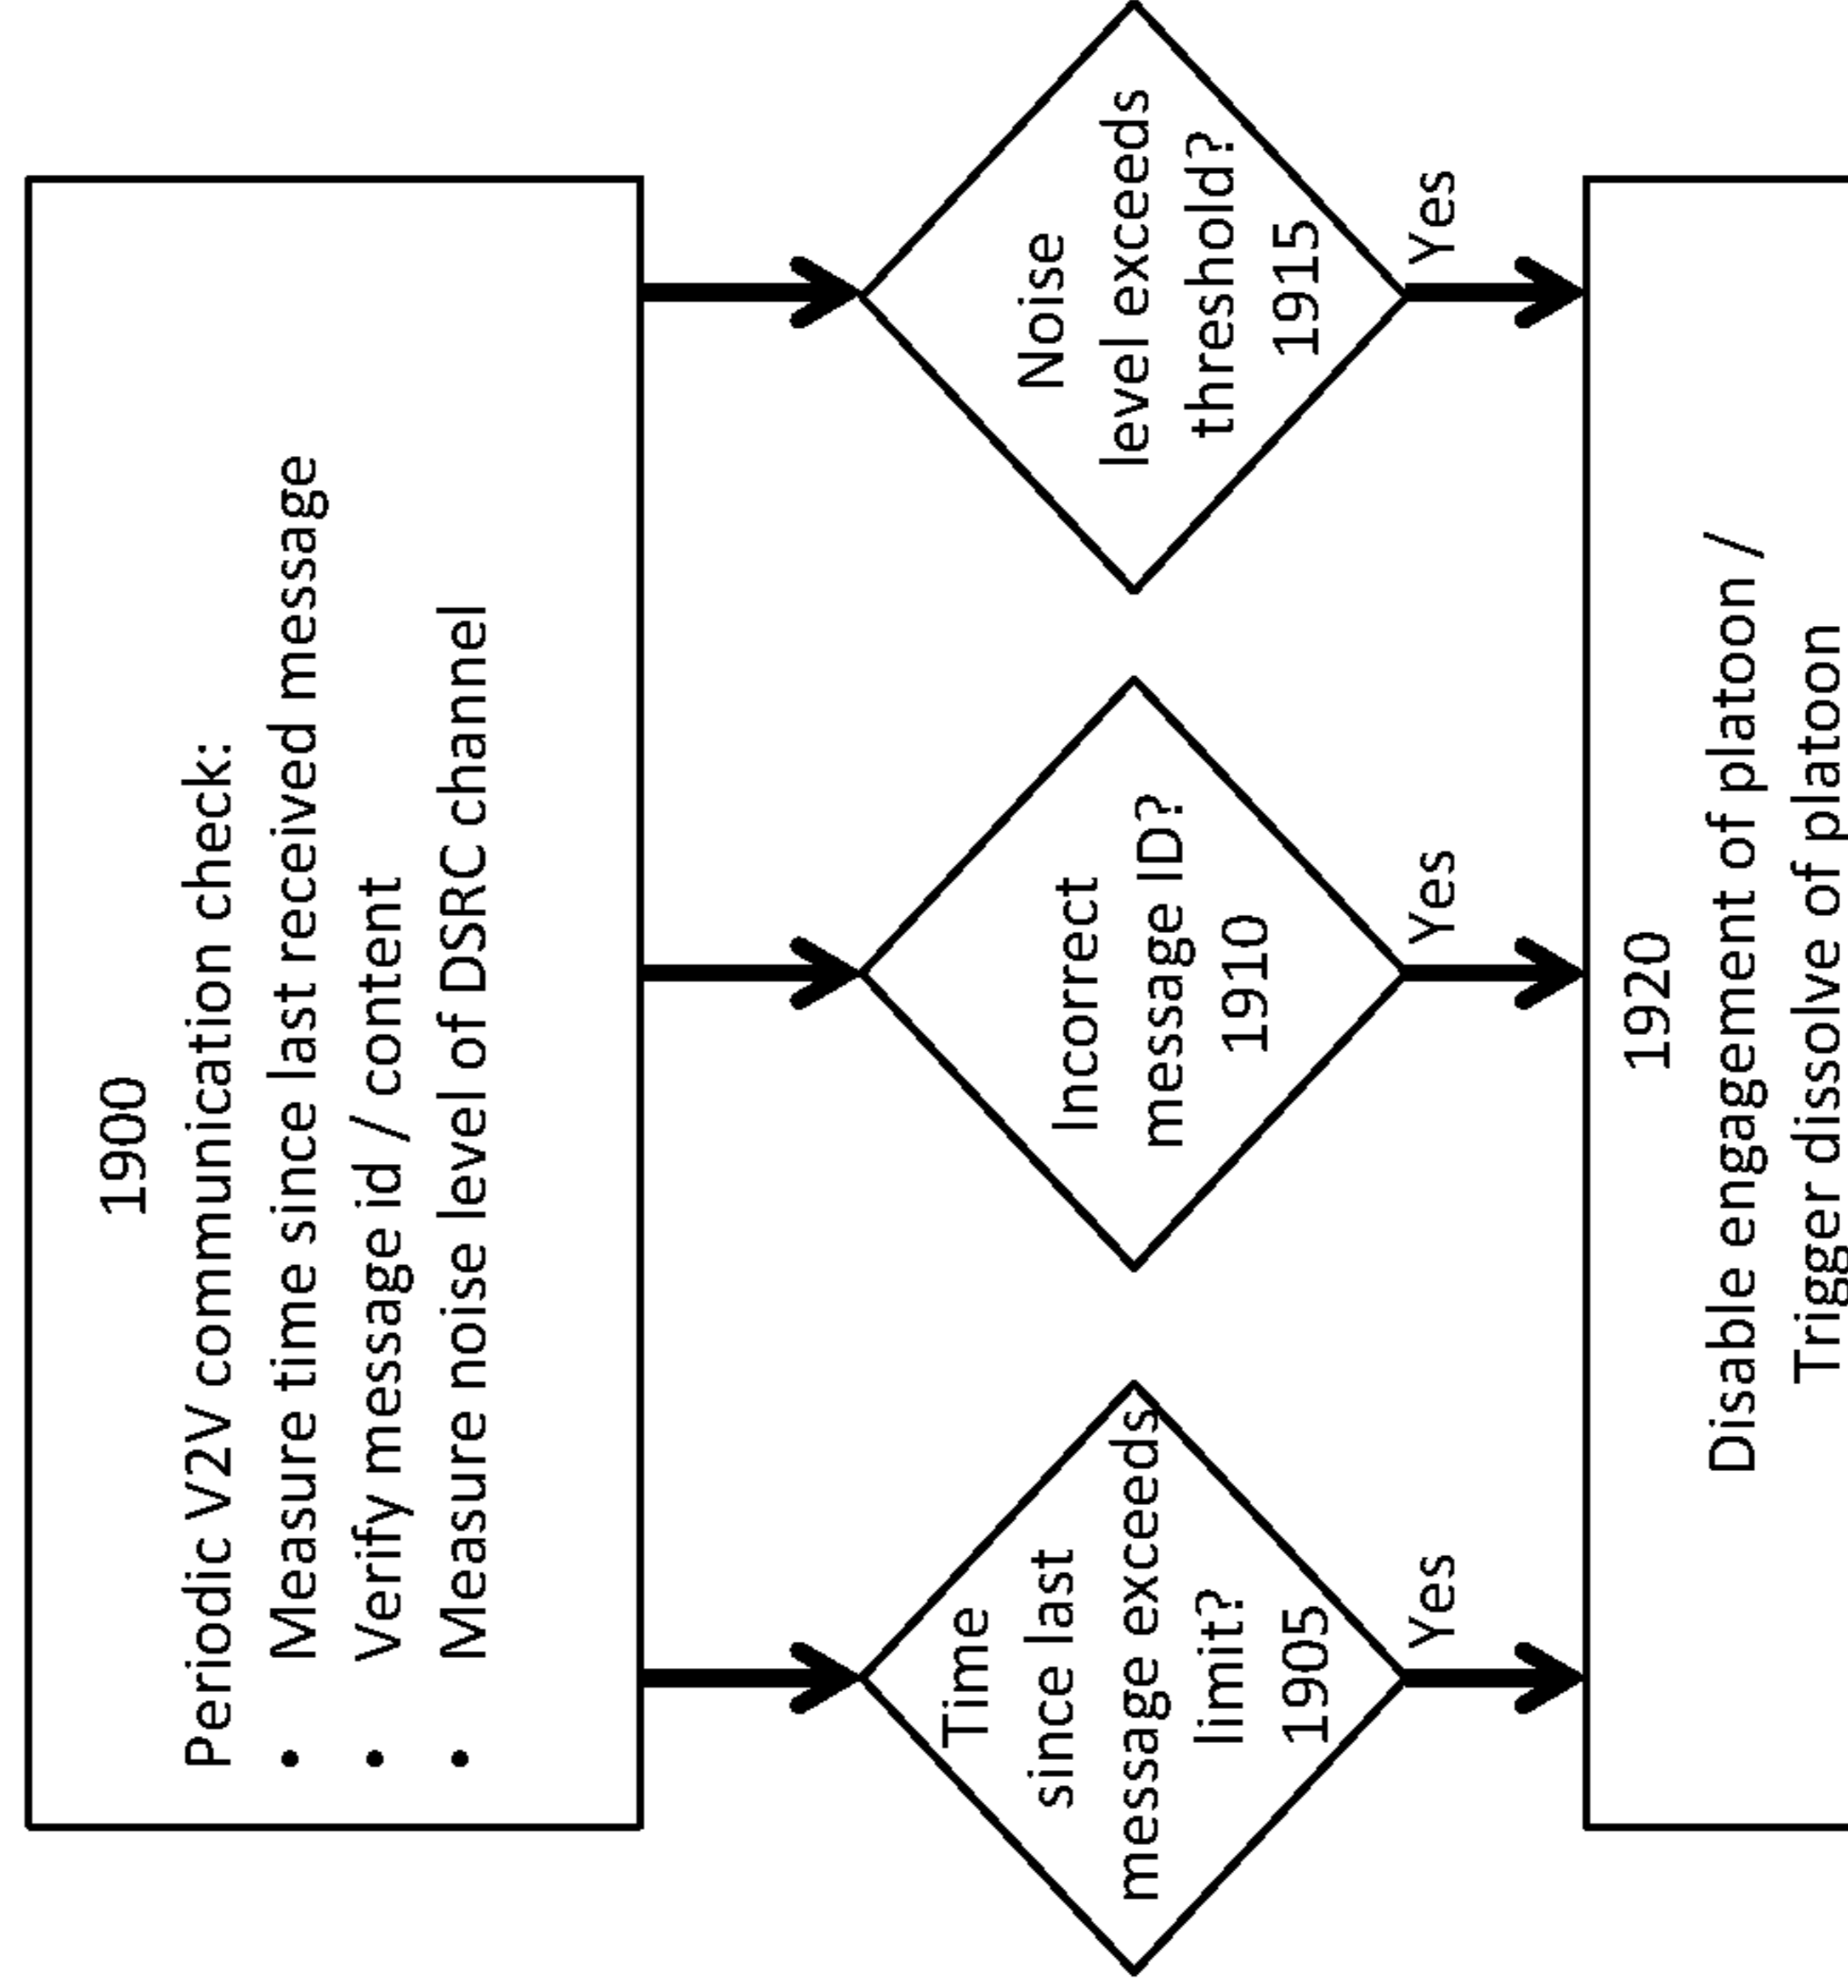 1900
Periodic V2V communication check:
• Measure time since last received message
• Verify message id / content
• Measure noise level of DSRC channel
Time
since last
message exceeds
limit?
1905
Yes
Incorrect
message ID?
1910
Yes
Noise
level exceeds
threshold?
1915
Yes
1920
Disable engagement of platoon /
Trigger dissolve of platoon